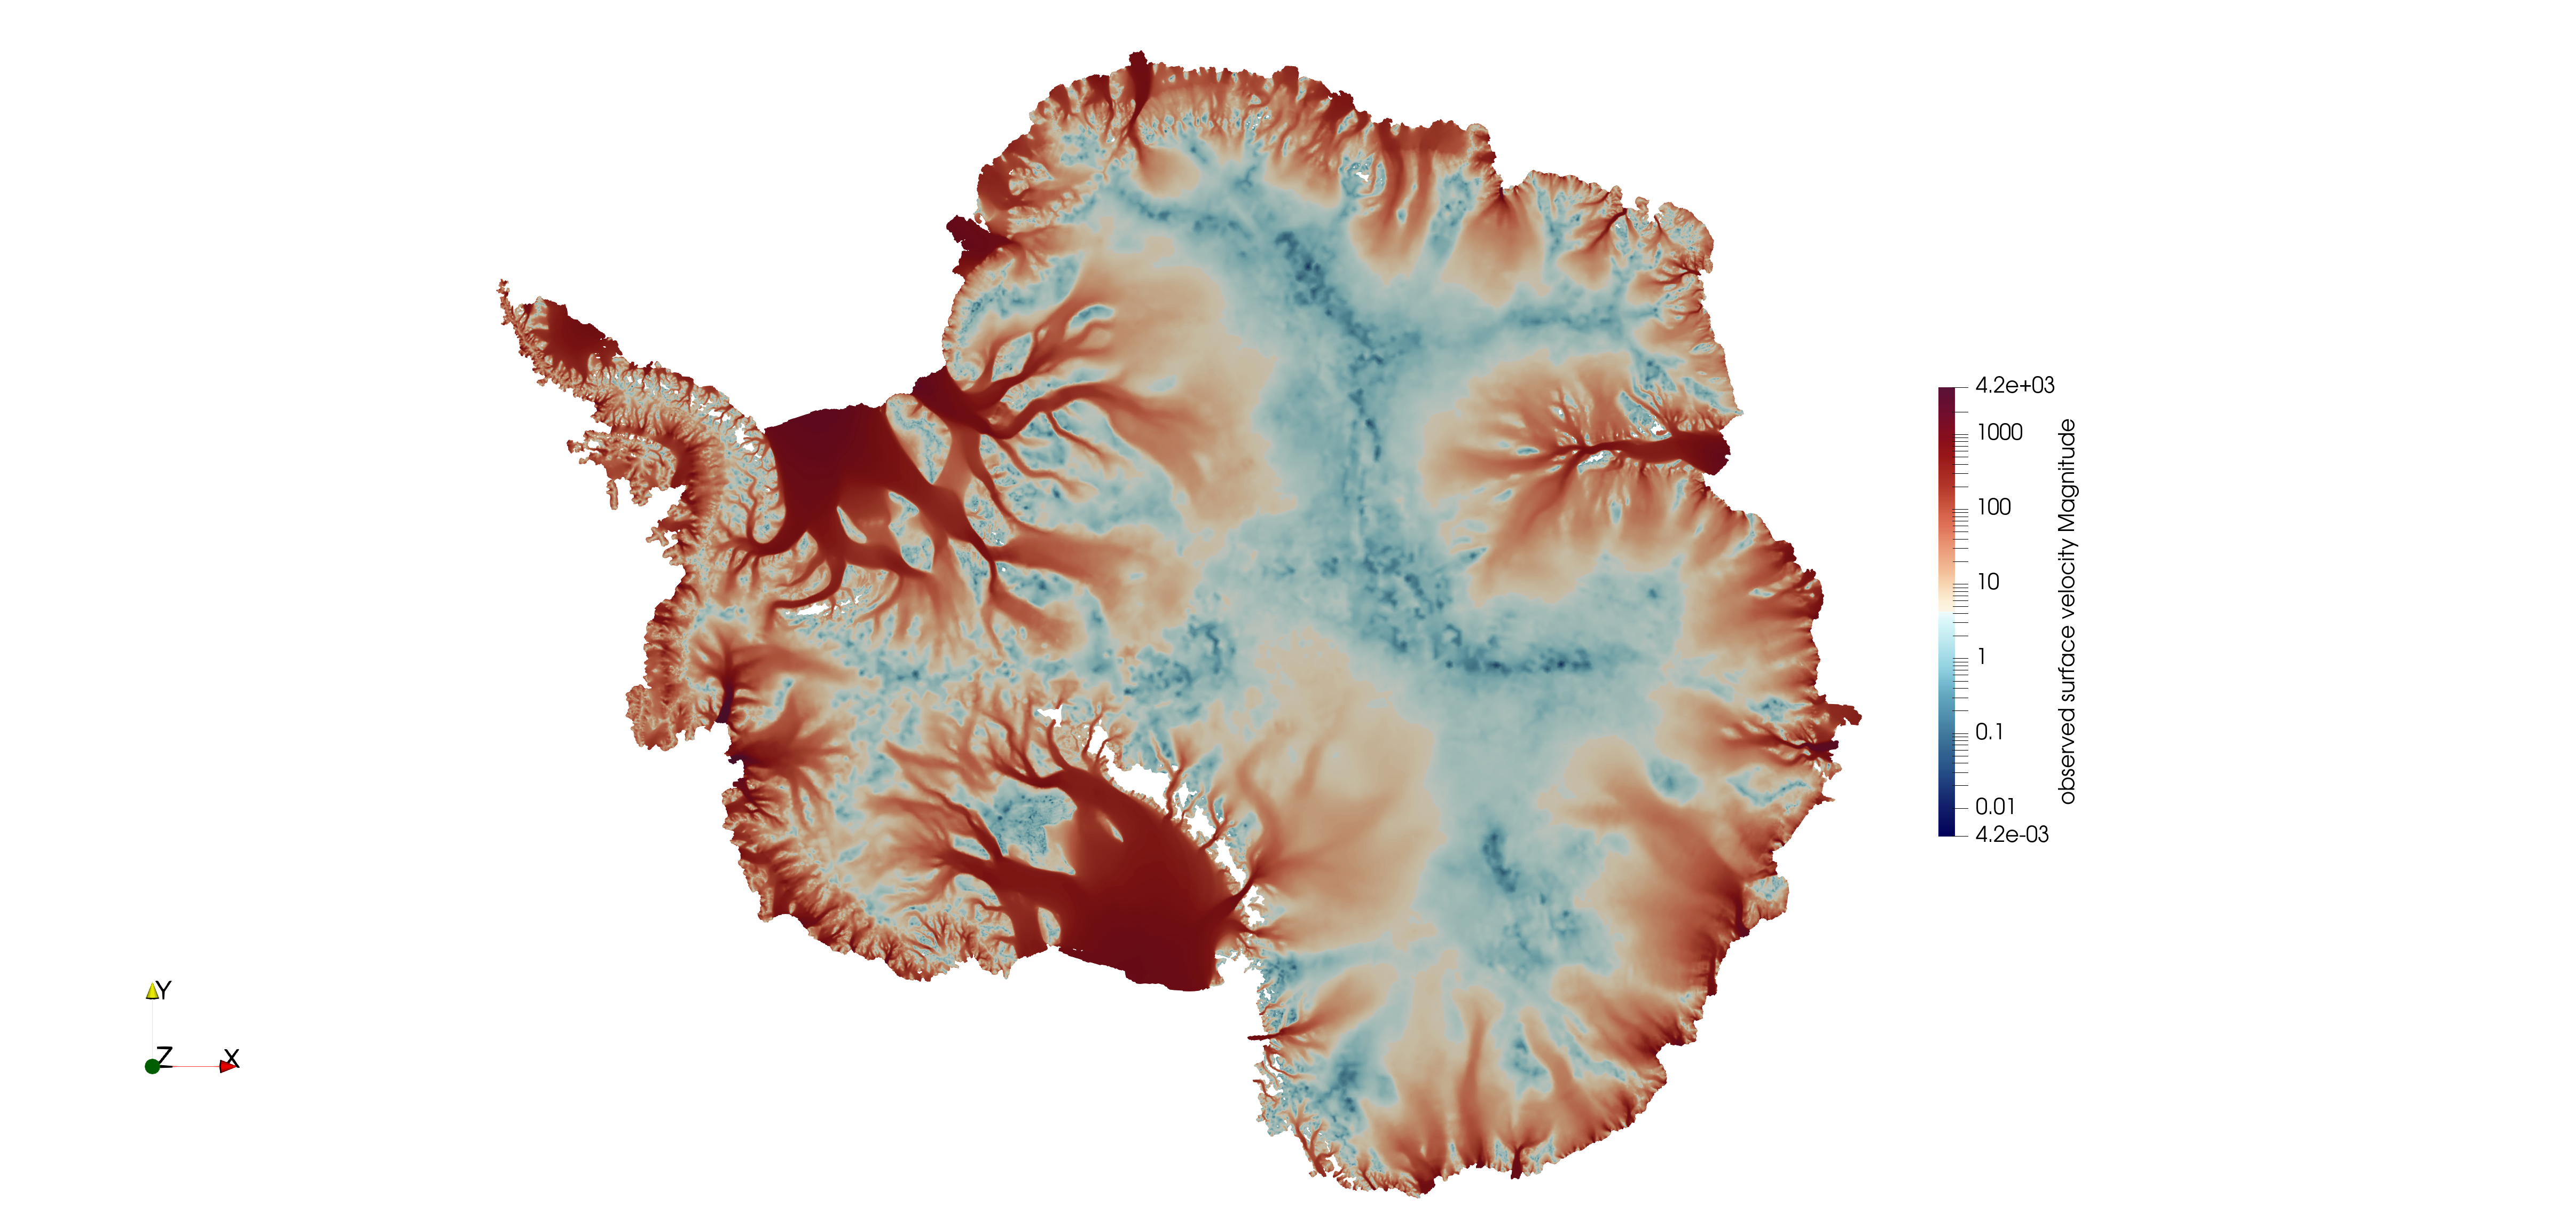 4.2e+03
1000
100
10
1
0.1
0.01
4.2e-03
observed surface velocity Magnitude
Y
Z
X